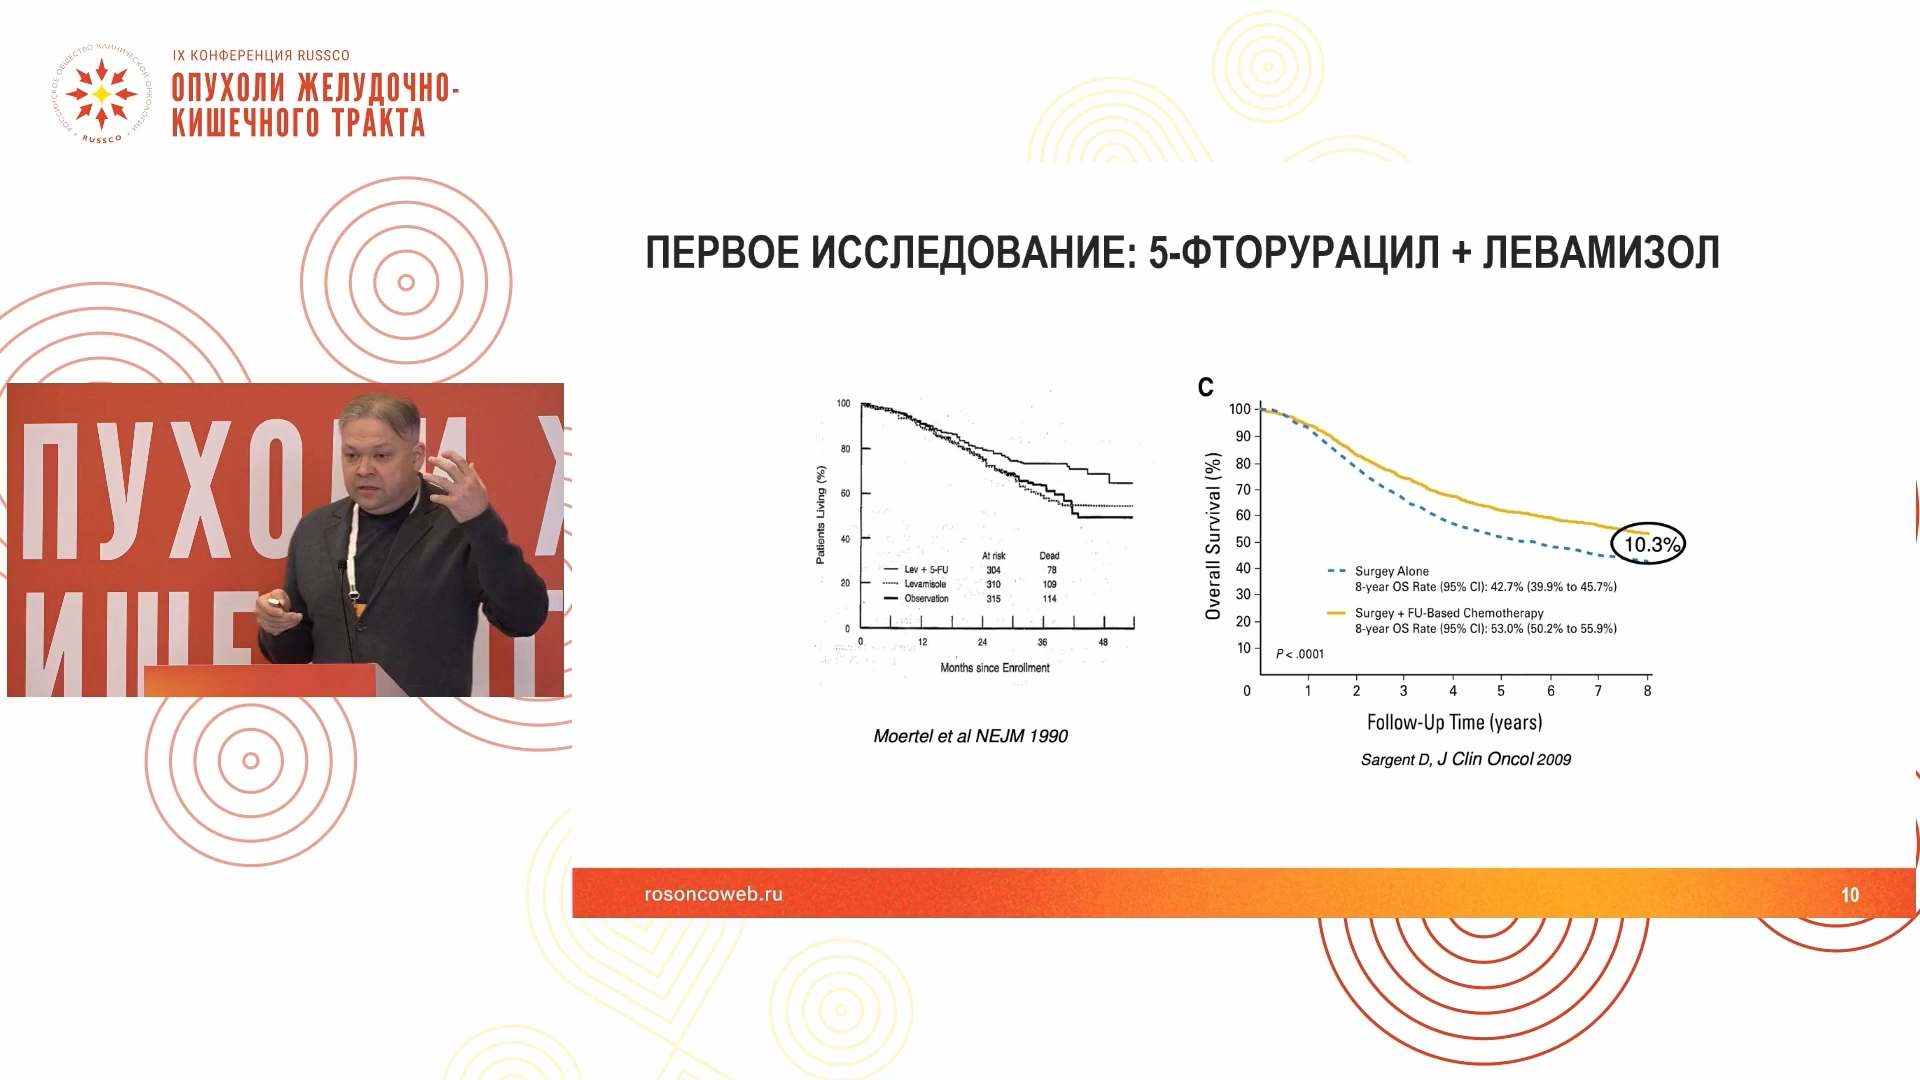 IX КОНФЕРЕНЦИЯ RUSSCO
ОПУХОЛИ ЖЕЛУДОЧНО-
КИШЕЧНОГО ТРАКТА
РОССИЙСКОЕ ОБЩЕСТВО КЛИНИЧЕСКОЙ ОНКОЛОГИИ
RUSSCO
ПЕРВОЕ ИССЛЕДОВАНИЕ: 5-ФТОРУРАЦИЛ + ЛЕВАМИЗОЛ
ПУХОЛИ Ж
ИШЕ
100
80
60
40
20
0
Patients Living (%)
At risk Dead
Lev + 5-FU 304 78
Levamisole 310 109
Observation 315 114
0 12 24 36 48
Months since Enrollment
Moertel et al NEJM 1990
C
100
90
80
70
60
50
40
30
20
10
0
Overall Survival (%)
10.3%
Surgey Alone
8-year OS Rate (95% CI): 42.7% (39.9% to 45.7%)
Surgey + FU-Based Chemotherapy
8-year OS Rate (95% CI): 53.0% (50.2% to 55.9%)
P < .0001
1 2 3 4 5 6 7 8
Follow-Up Time (years)
Sargent D, J Clin Oncol 2009
rosoncoweb.ru
10